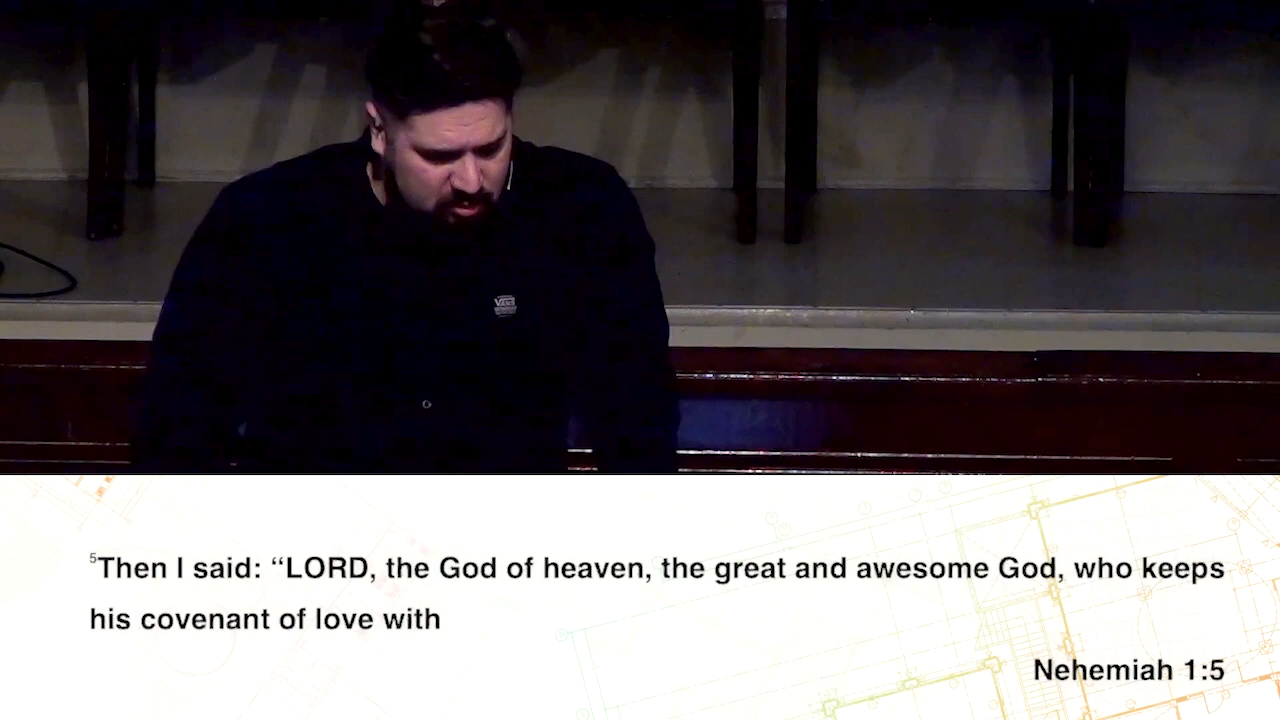 VANS
⁵Then I said: “LORD, the God of heaven, the great and awesome God, who keeps
his covenant of love with
Nehemiah 1:5